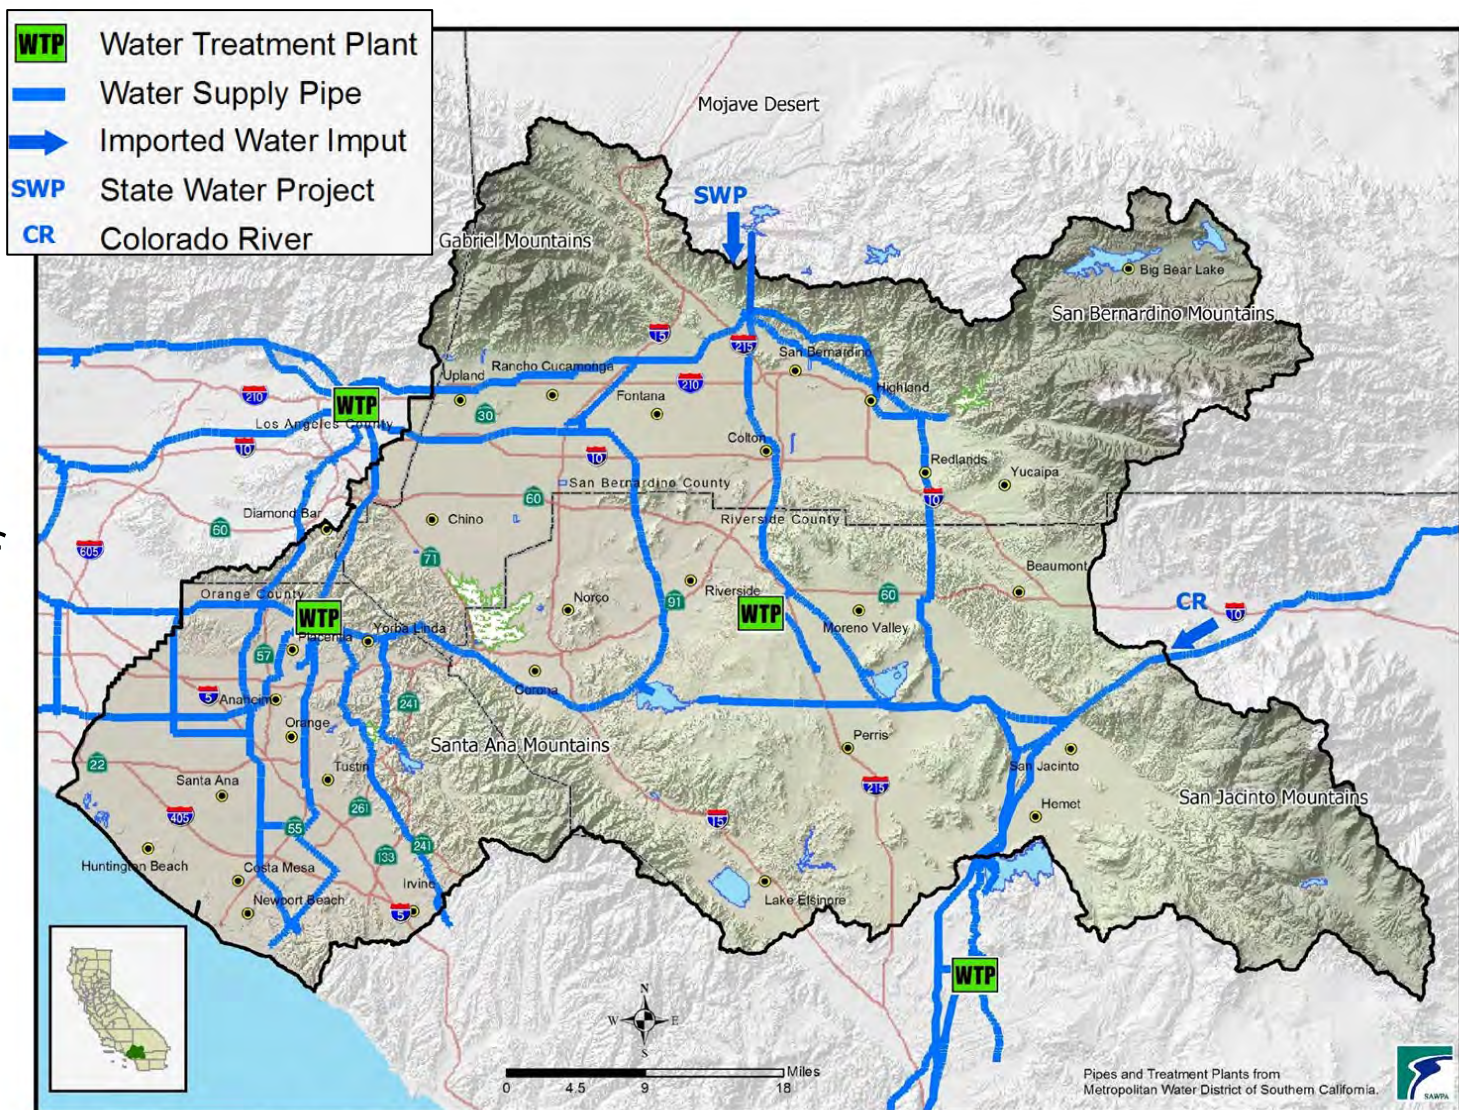 WTP Water Treatment Plant
Water Supply Pipe
Imported Water Imput
SWP State Water Project
CR Colorado River
Mojave Desert
SWP
Gabriel Mountains
Big Bear Lake
San Bernardino Mountains
15
215
San Bernardino
Rancho Cucamonga
Upland
210
210
Highland
WTP
Fontana
30
Los Angeles County
10
Colton
10
Redlands
Yucaipa
San Bernardino County
60
10
Diamond Bar
Chino
Riverside County
60
605
71
Beaumont
Orange County
Norco
91
Riverside
60
WTP
CR
10
WTP
Placentia
Yorba Linda
Moreno Valley
57
5
Anaheim
Corona
241
Orange
Santa Ana Mountains
Perris
22
Tustin
San Jacinto
Santa Ana
215
San Jacinto Mountains
405
261
Hemet
55
15
Huntington Beach
133
241
Costa Mesa
Irvine
Newport Beach
5
Lake Elsinore
WTP
N
W E
S
Miles
0 4.5 9 18
Pipes and Treatment Plants from
Metropolitan Water District of Southern California.
SAWPA